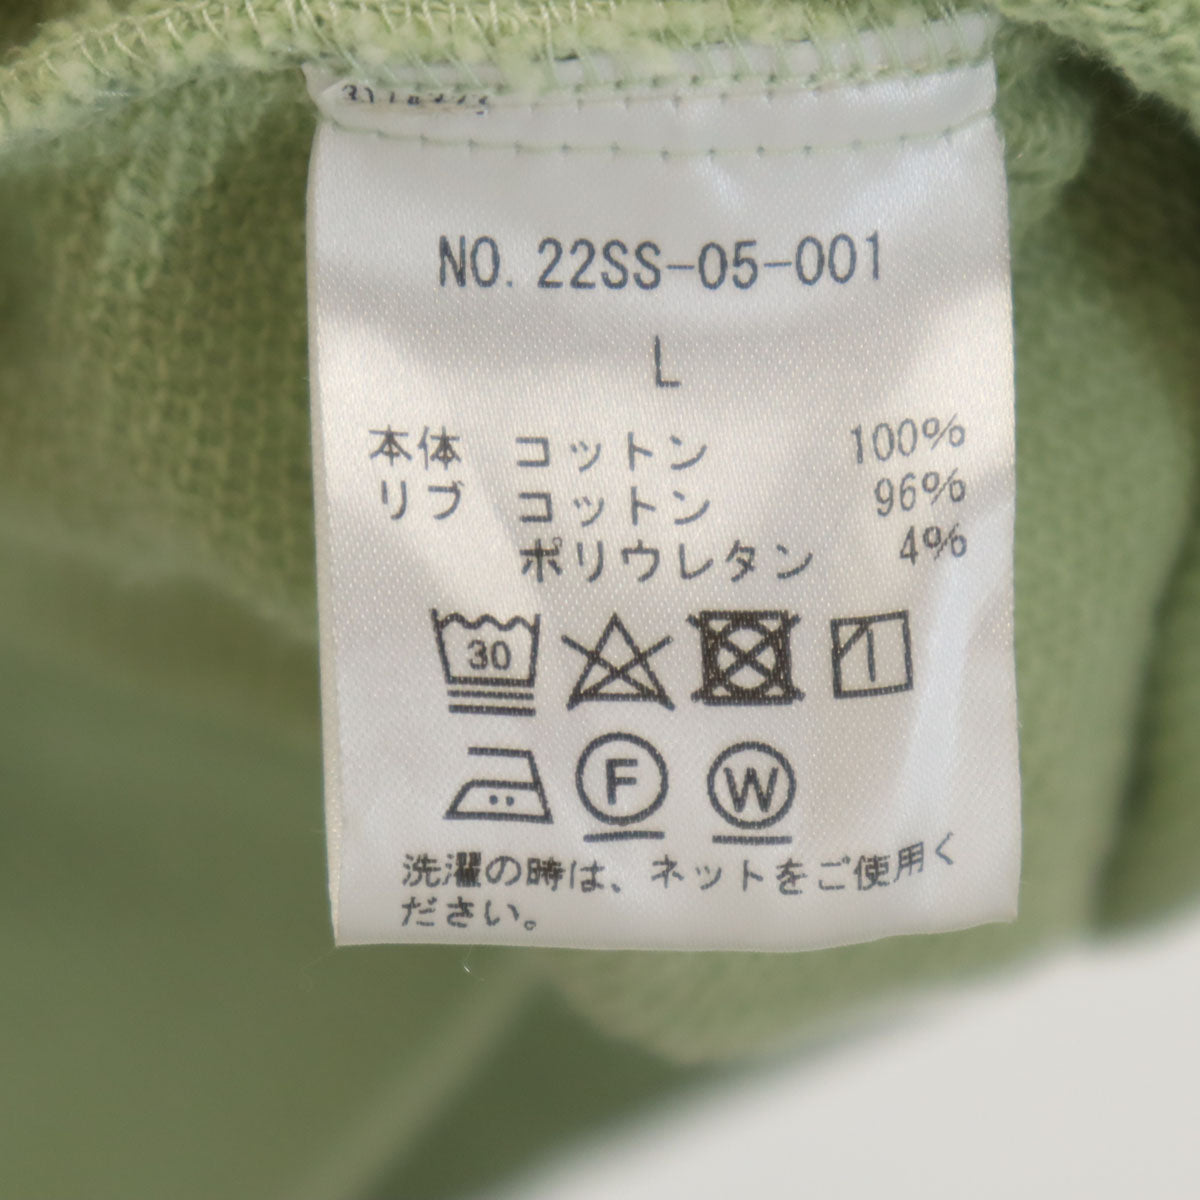 NO. 22SS-05-001
L
本体 コットン 100%
リブ コットン 96%
ポリウレタン 4%
30
F W
洗濯の時は、ネットをご使用く
ださい。